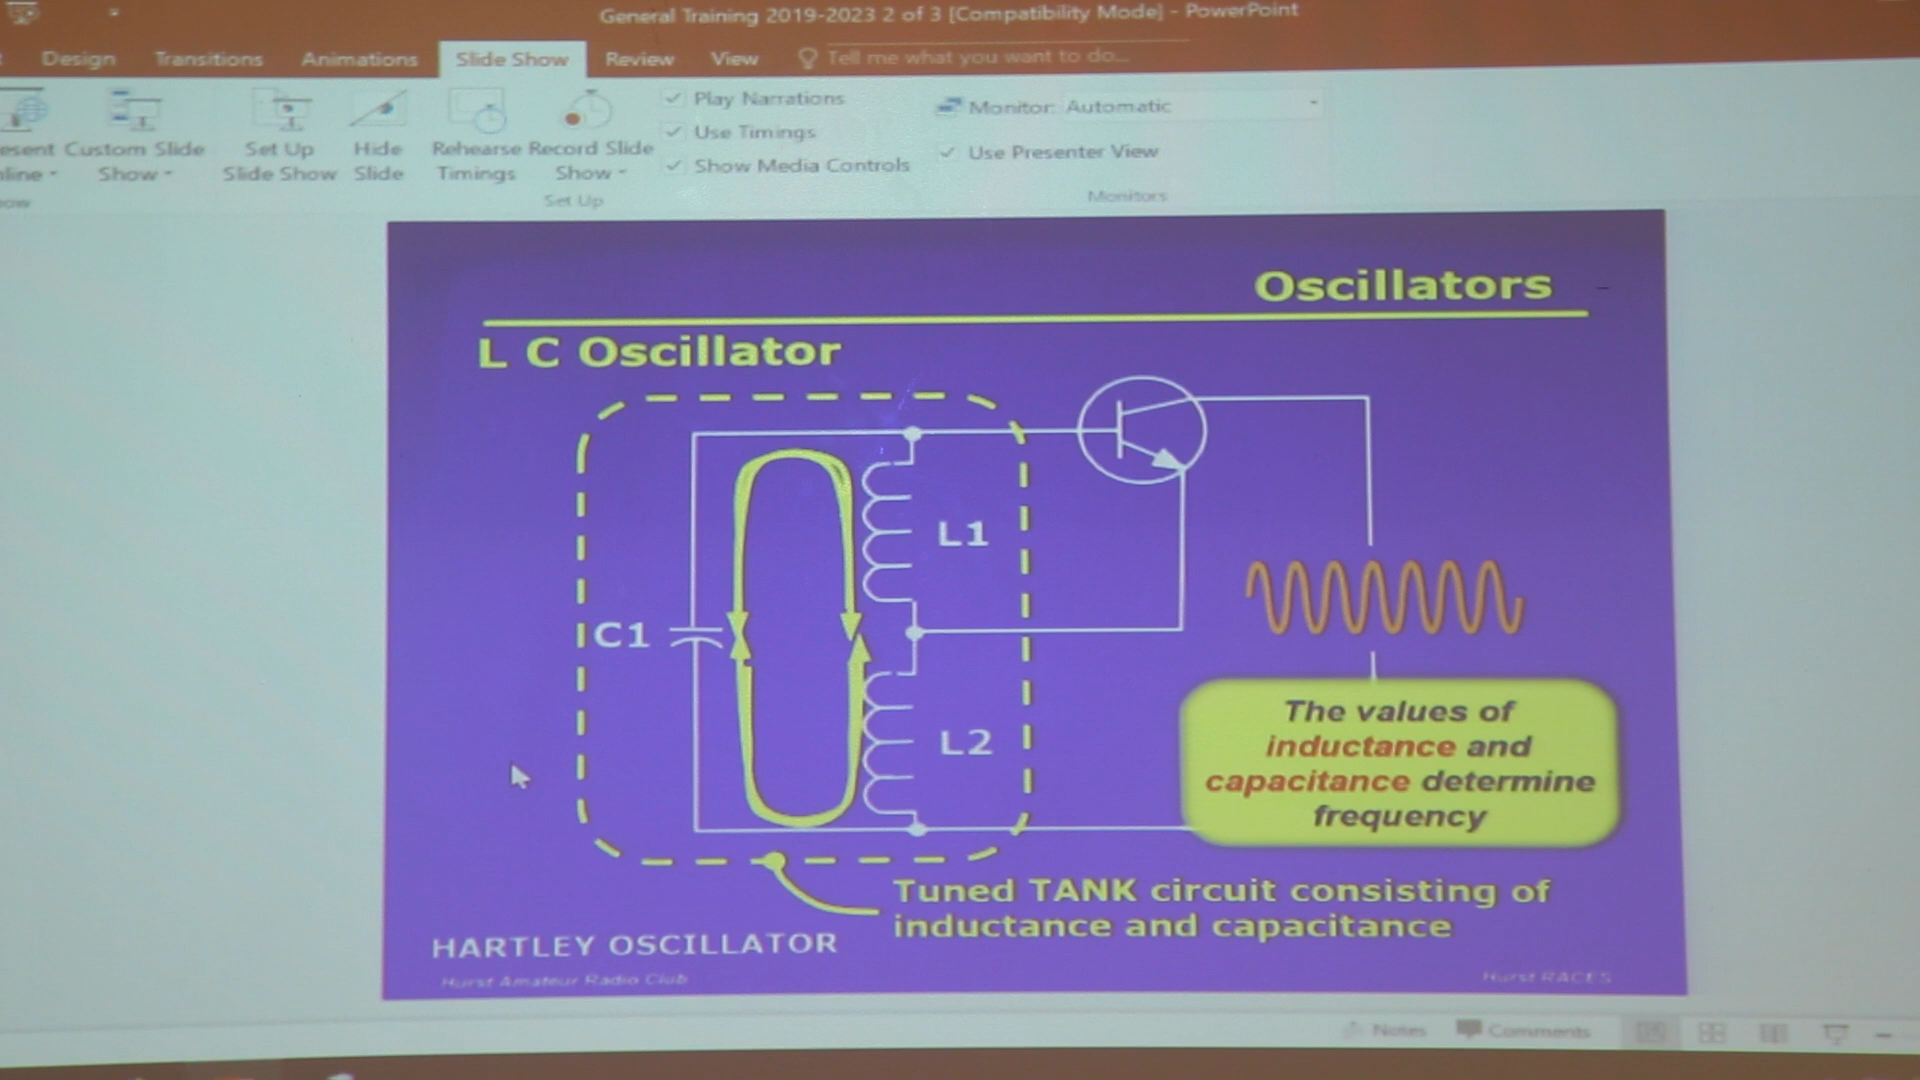 General Training 2019-2023 2 of 3 [Compatibility Mode] - PowerPoint
Design Transitions Animations Slide Show Review View Tell me what you want to do...
Custom Slide Show
Set Up Slide Show
Hide Slide
Rehearse Timings
Record Slide Show
Set Up
Play Narrations
Use Timings
Show Media Controls
Monitor: Automatic
Use Presenter View
Monitors
Oscillators
L C Oscillator
L1
C1
L2
The values of
inductance and
capacitance determine
frequency
Tuned TANK circuit consisting of
inductance and capacitance
HARTLEY OSCILLATOR
Hurst Amateur Radio Club
Hurst RACES
Notes Comments